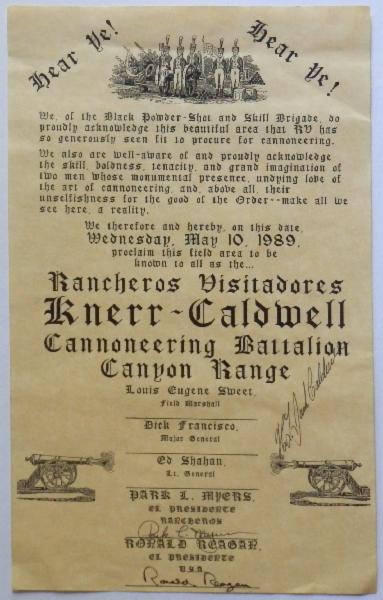 Hear ye! Hear ye!
We, of the Black Powder-Shot and Skill Brigade, do
proudly acknowledge this beautiful area that RV has
so generously seen fit to procure for cannoneering.
We also are well-aware of and proudly acknowledge
the skill, boldness, tenacity, and grand imagination of
two men whose monumental presence, undying love of
the art of cannoneering, and, above all, their
unselfishness for the good of the Order--make all we
see here, a reality.
We therefore and hereby, on this date,
Wednesday, May 10, 1989,
proclaim this field area to be
known to all as the...
Rancheros Visitadores
Knerr-Caldwell
Cannoneering Battalion
Canyon Range
Louis Eugene Sweet,
Field Marshall
Dick Francisco,
Major General
Ed Shahan,
Lt. General
PARK L. MYERS,
EL PRESIDENTE
RANCHEROS
Park L. Myers
RONALD REAGAN,
EL PRESIDENTE
USA
Ronald Reagan
Caldwell